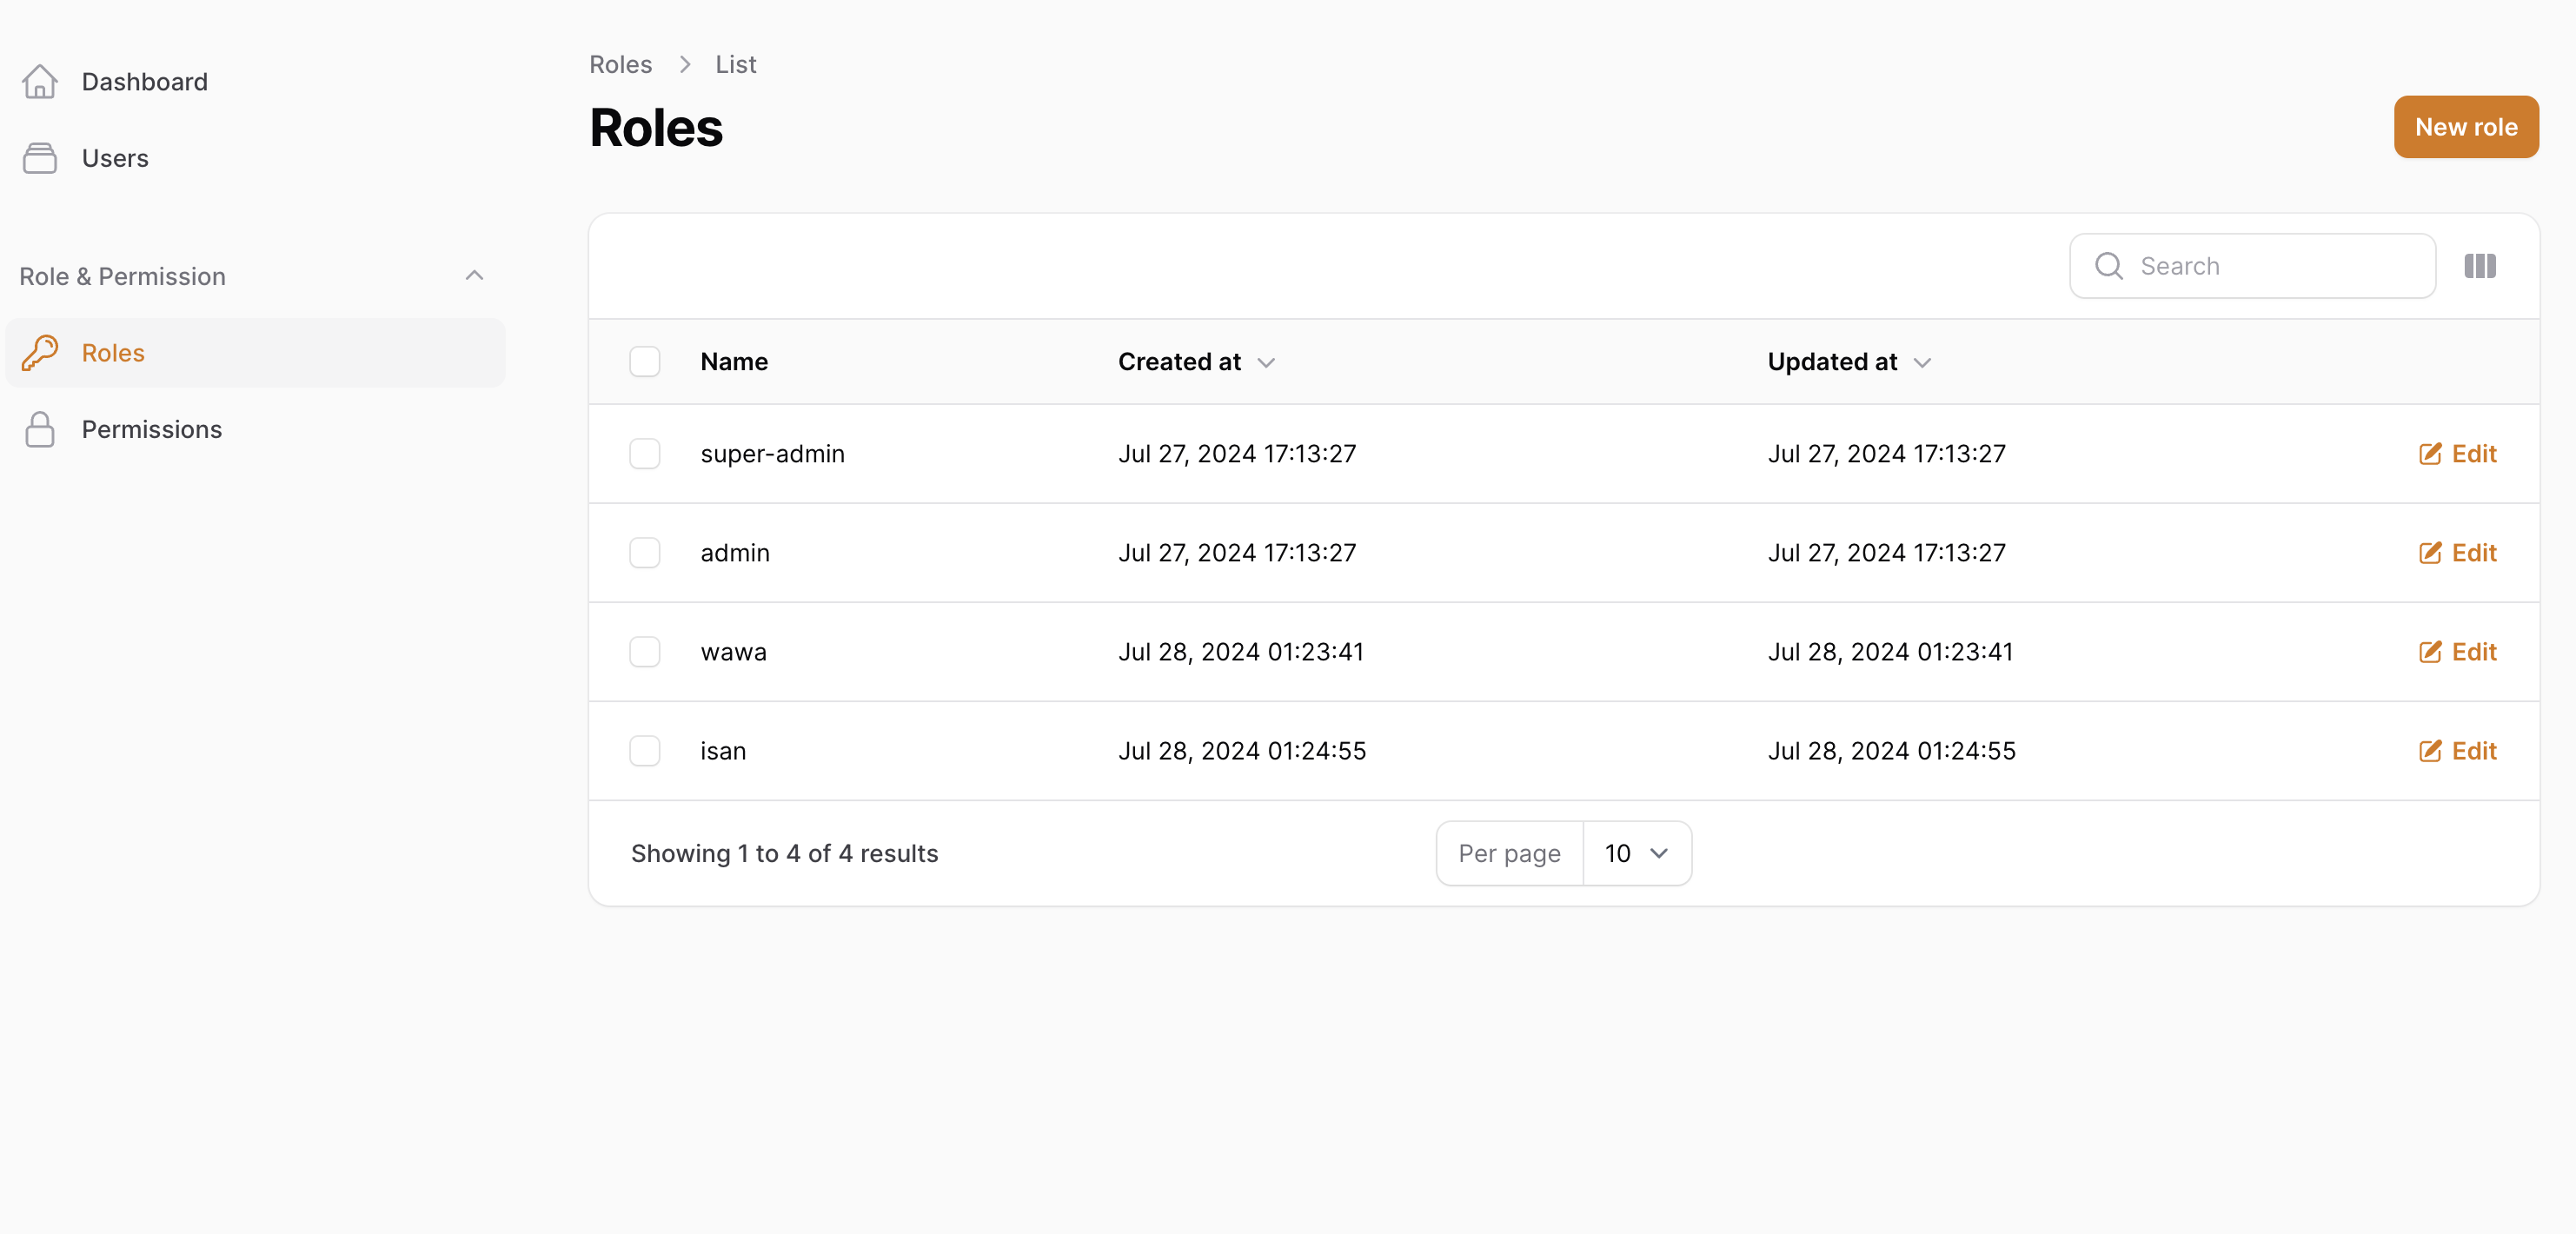 Dashboard
Users
Role & Permission
Roles
Permissions
Roles > List
Roles
New role
Search
Name Created at Updated at
super-admin Jul 27, 2024 17:13:27 Jul 27, 2024 17:13:27 Edit
admin Jul 27, 2024 17:13:27 Jul 27, 2024 17:13:27 Edit
wawa Jul 28, 2024 01:23:41 Jul 28, 2024 01:23:41 Edit
isan Jul 28, 2024 01:24:55 Jul 28, 2024 01:24:55 Edit
Showing 1 to 4 of 4 results Per page 10